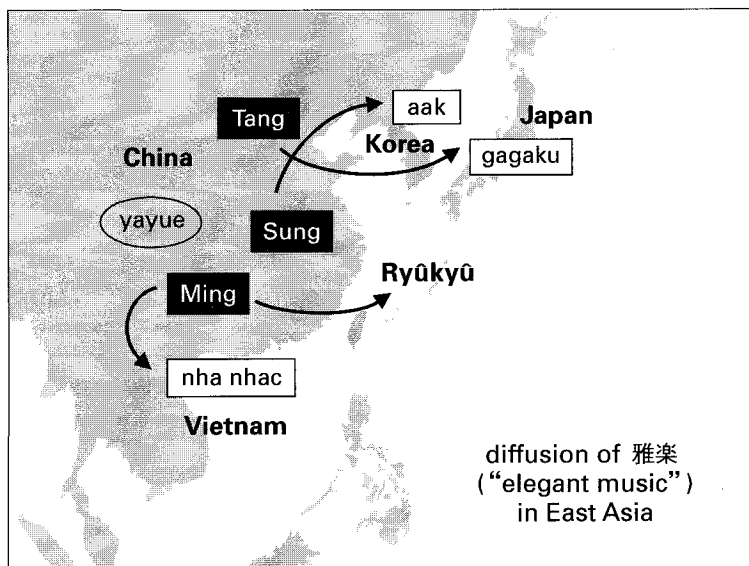 Tang
aak
Japan
Korea
gagaku
China
yayue
Sung
Ryûkyû
Ming
nha nhac
Vietnam
diffusion of 雅楽
("elegant music")
in East Asia